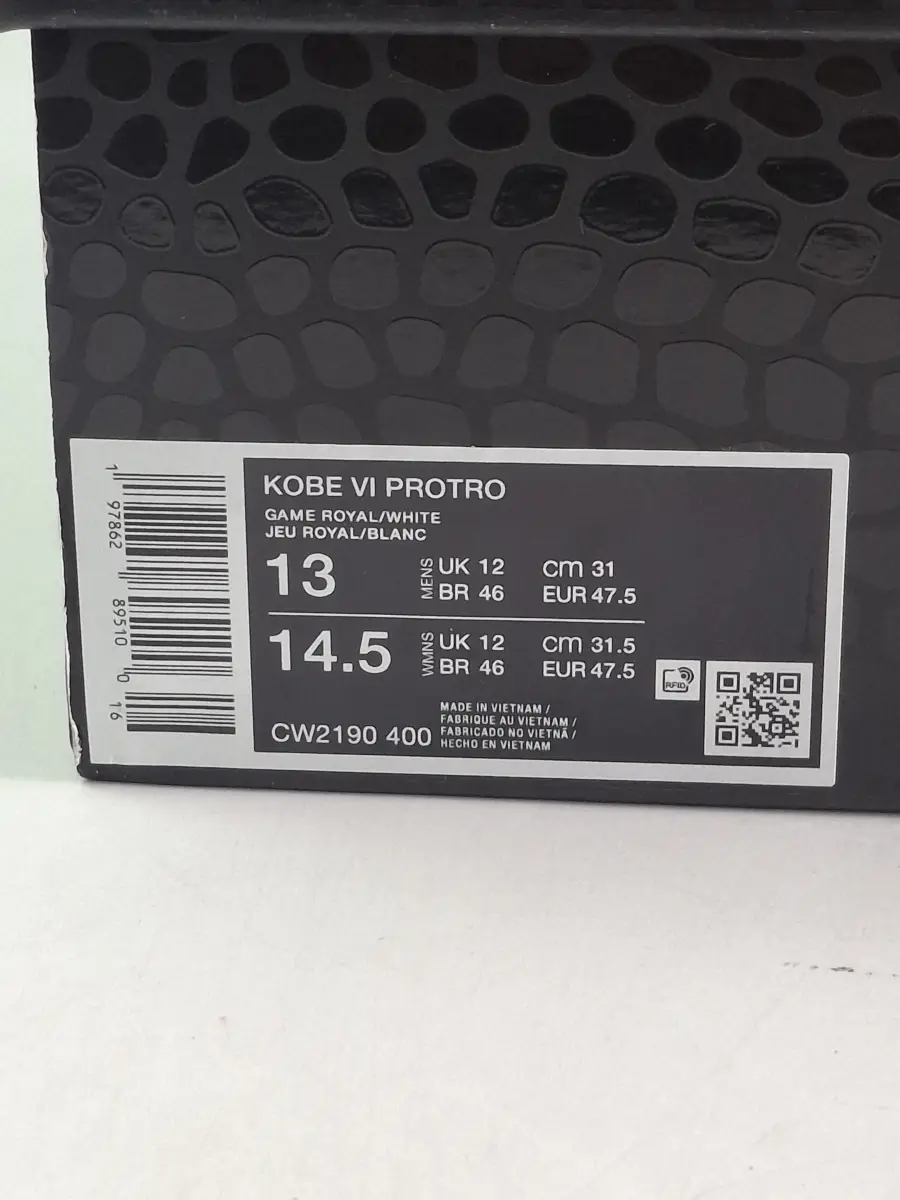 KOBE VI PROTRO
GAME ROYAL/WHITE
JEU ROYAL/BLANC
13 MENS UK 12 cm 31
BR 46 EUR 47.5
14.5 WMNS UK 12 cm 31.5
BR 46 EUR 47.5
RFID
CW2190 400
MADE IN VIETNAM /
FABRIQUE AU VIETNAM /
FABRICADO NO VIETNÃ /
HECHO EN VIETNAM
1 97862 89510 0 16